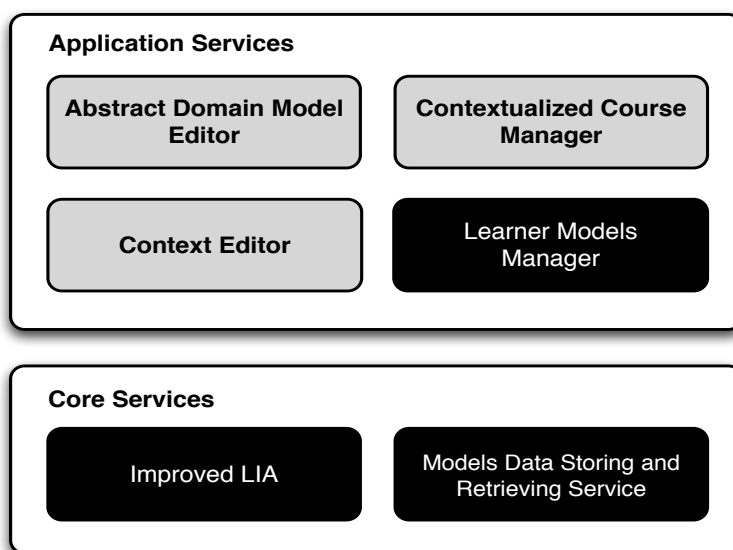 Application Services
Abstract Domain Model
Editor
Contextualized Course
Manager
Context Editor
Learner Models
Manager
Core Services
Improved LIA
Models Data Storing and
Retrieving Service